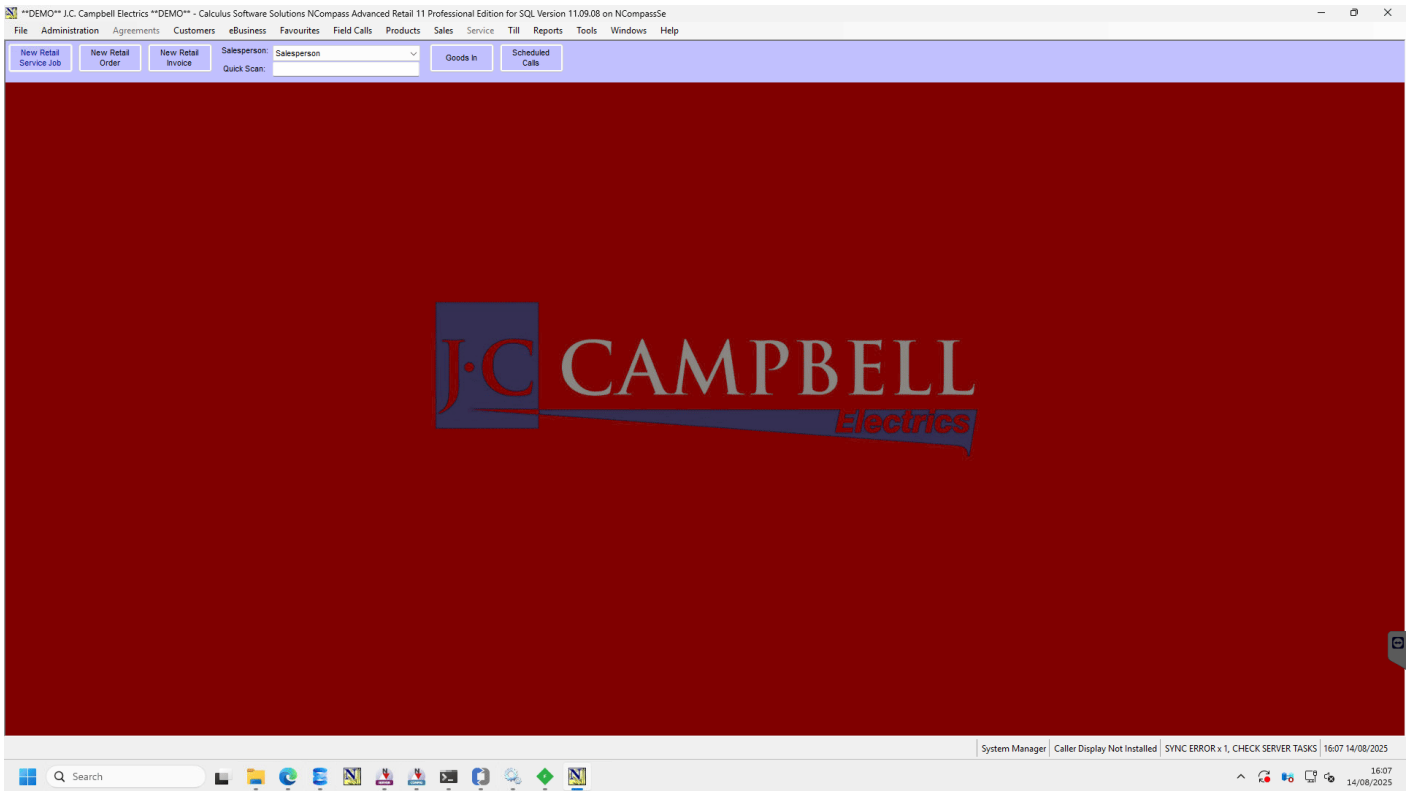 **DEMO** J.C. Campbell Electrics **DEMO** - Calculus Software Solutions NCompass Advanced Retail 11 Professional Edition for SQL Version 11.09.08 on NCompassSe
File Administration Agreements Customers eBusiness Favourites Field Calls Products Sales Service Till Reports Tools Windows Help
New Retail Service Job
New Retail Order
New Retail Invoice
Salesperson: Salesperson
Quick Scan:
Goods In
Scheduled Calls
J·C CAMPBELL
Electrics
System Manager Caller Display Not Installed SYNC ERROR x 1, CHECK SERVER TASKS 16:07 14/08/2025
Search
16:07
14/08/2025